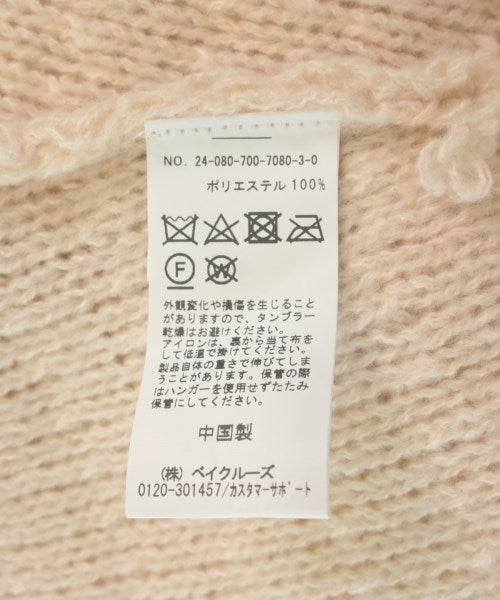 NO. 24-080-700-7080-3-0
ポリエステル 100%
F W
外観変化や損傷を生じること
がありますので、タンブラー
乾燥はお避けください。
アイロンは、裏から当て布を
して低温で掛けてください。
製品自体の重さで伸びてしま
うことがあります。保管の際
はハンガーを使用せずたたみ
保管にしてください。
中国製
(株) ベイクルーズ
0120-301457/カスタマーサポート